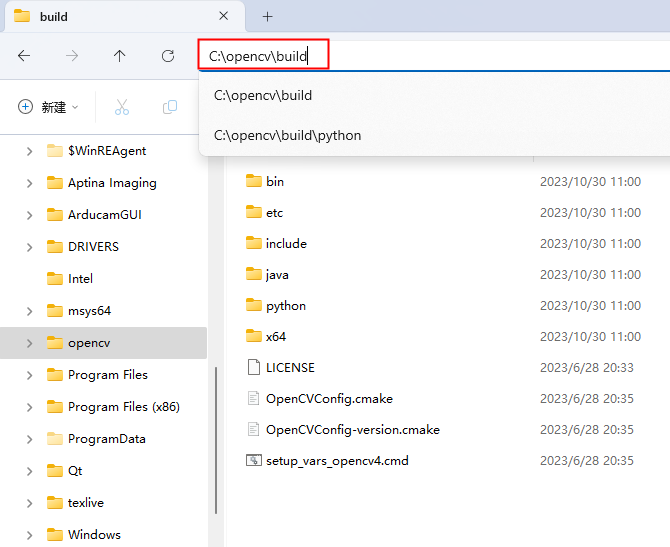 build
C:\opencv\build
新建
C:\opencv\build
C:\opencv\build\python
$WinREAgent
Aptina Imaging
ArducamGUI
DRIVERS
Intel
msys64
opencv
Program Files
Program Files (x86)
ProgramData
Qt
texlive
Windows
bin 2023/10/30 11:00
etc 2023/10/30 11:00
include 2023/10/30 11:00
java 2023/10/30 11:00
python 2023/10/30 11:00
x64 2023/10/30 11:00
LICENSE 2023/6/28 20:33
OpenCVConfig.cmake 2023/6/28 20:35
OpenCVConfig-version.cmake 2023/6/28 20:35
setup_vars_opencv4.cmd 2023/6/28 20:35